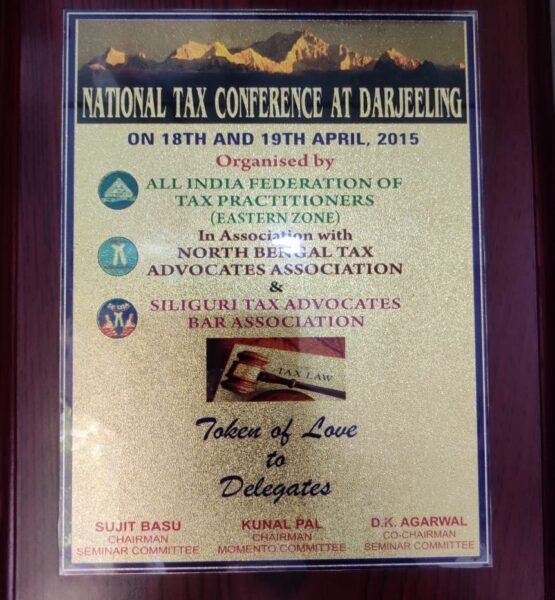 NATIONAL TAX CONFERENCE AT DARJEELING
ON 18TH AND 19TH APRIL, 2015
Organised by
ALL INDIA FEDERATION OF
TAX PRACTITIONERS
(EASTERN ZONE)
In Association with
NORTH BENGAL TAX
ADVOCATES ASSOCIATION
&
SILIGURI TAX ADVOCATES
BAR ASSOCIATION
TAX LAW
Token of Love
to
Delegates
SUJIT BASU KUNAL PAL D.K. AGARWAL
CHAIRMAN CHAIRMAN CO-CHAIRMAN
SEMINAR COMMITTEE MOMENTO COMMITTEE SEMINAR COMMITTEE